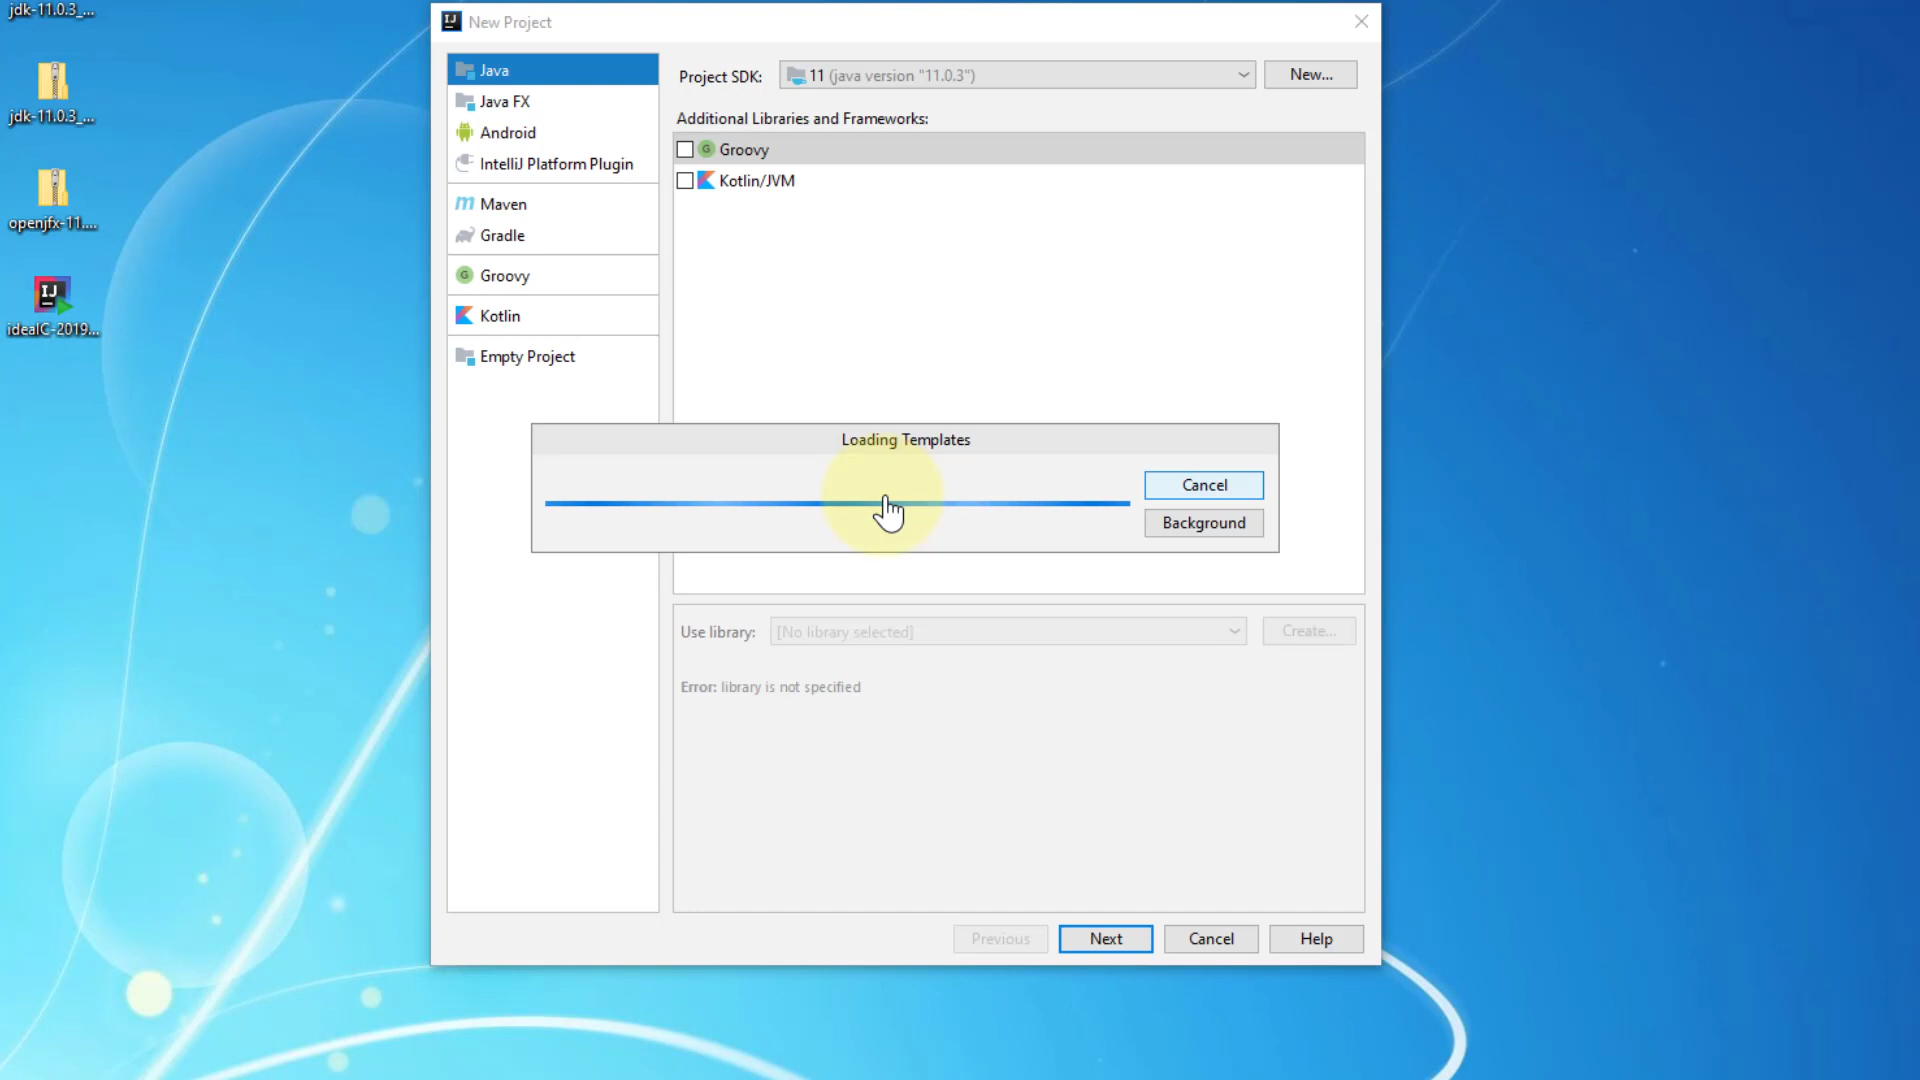 jdk-11.0.3_...
jdk-11.0.3_...
openjfx-11....
IJ
ideaIC-2019...
IJ New Project
Java
Java FX
Android
IntelliJ Platform Plugin
m Maven
Gradle
G Groovy
Kotlin
Empty Project
Project SDK: 11 (java version "11.0.3") New...
Additional Libraries and Frameworks:
G Groovy
Kotlin/JVM
Loading Templates
Cancel
Background
Use library: [No library selected] Create...
Error: library is not specified
Previous Next Cancel Help